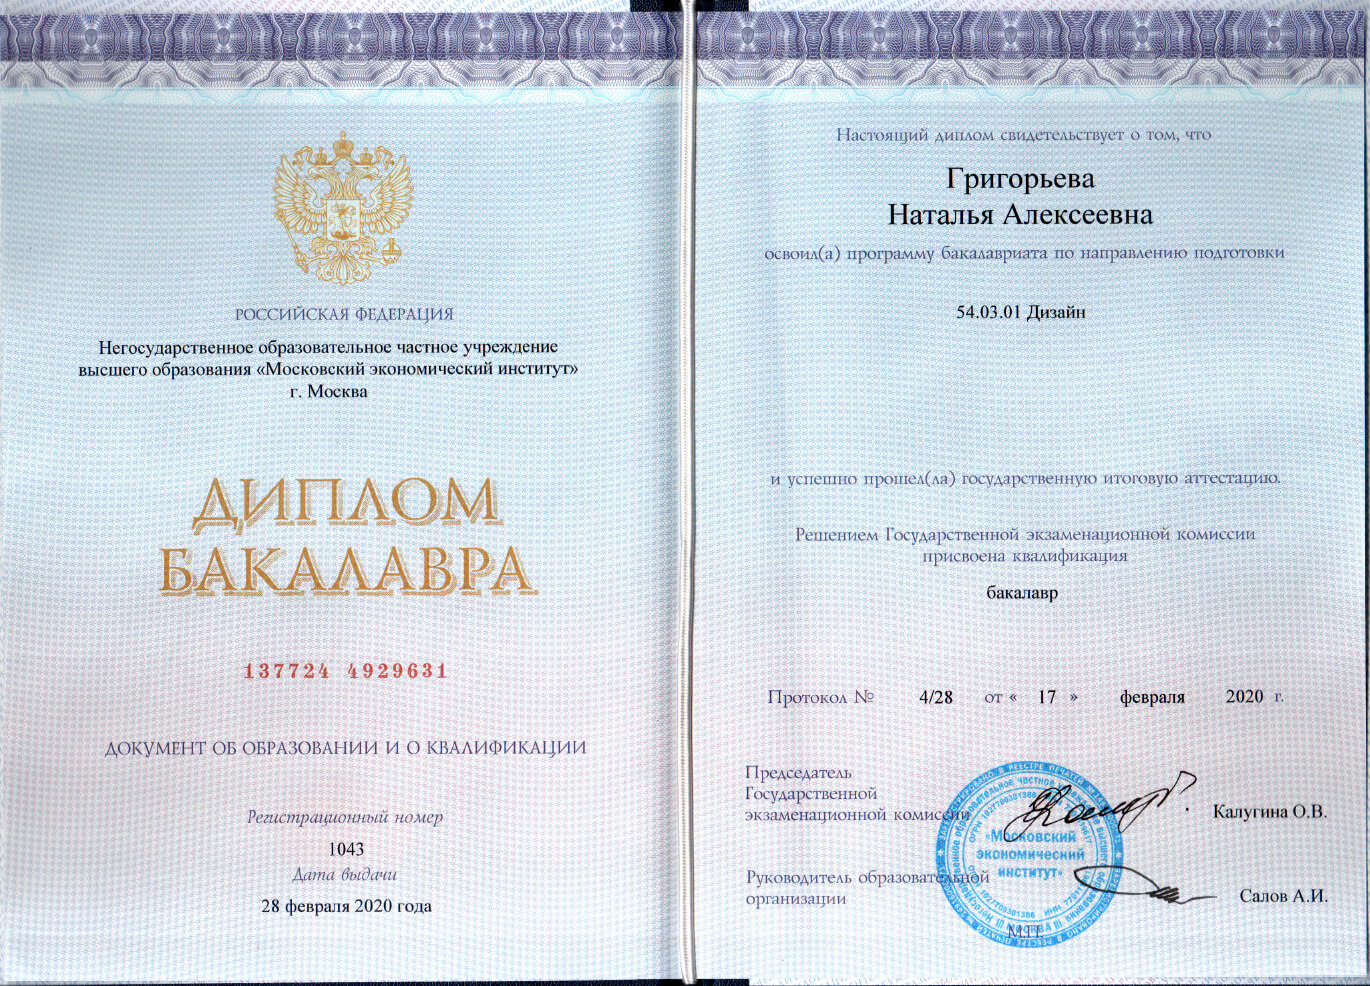 РОССИЙСКАЯ ФЕДЕРАЦИЯ
Негосударственное образовательное частное учреждение
высшего образования «Московский экономический институт»
г. Москва
ДИПЛОМ
БАКАЛАВРА
137724 4929631
ДОКУМЕНТ ОБ ОБРАЗОВАНИИ И О КВАЛИФИКАЦИИ
Регистрационный номер
1043
Дата выдачи
28 февраля 2020 года
Настоящий диплом свидетельствует о том, что
Григорьева
Наталья Алексеевна
освоил(а) программу бакалавриата по направлению подготовки
54.03.01 Дизайн
и успешно прошел(ла) государственную итоговую аттестацию.
Решением Государственной экзаменационной комиссии
присвоена квалификация
бакалавр
Протокол № 4/28 от « 17 » февраля 2020 г.
Председатель
Государственной
экзаменационной комиссии
Калугина О.В.
Руководитель образовательной
организации
Салов А.И.
М.П.
«Московский
экономический
институт»